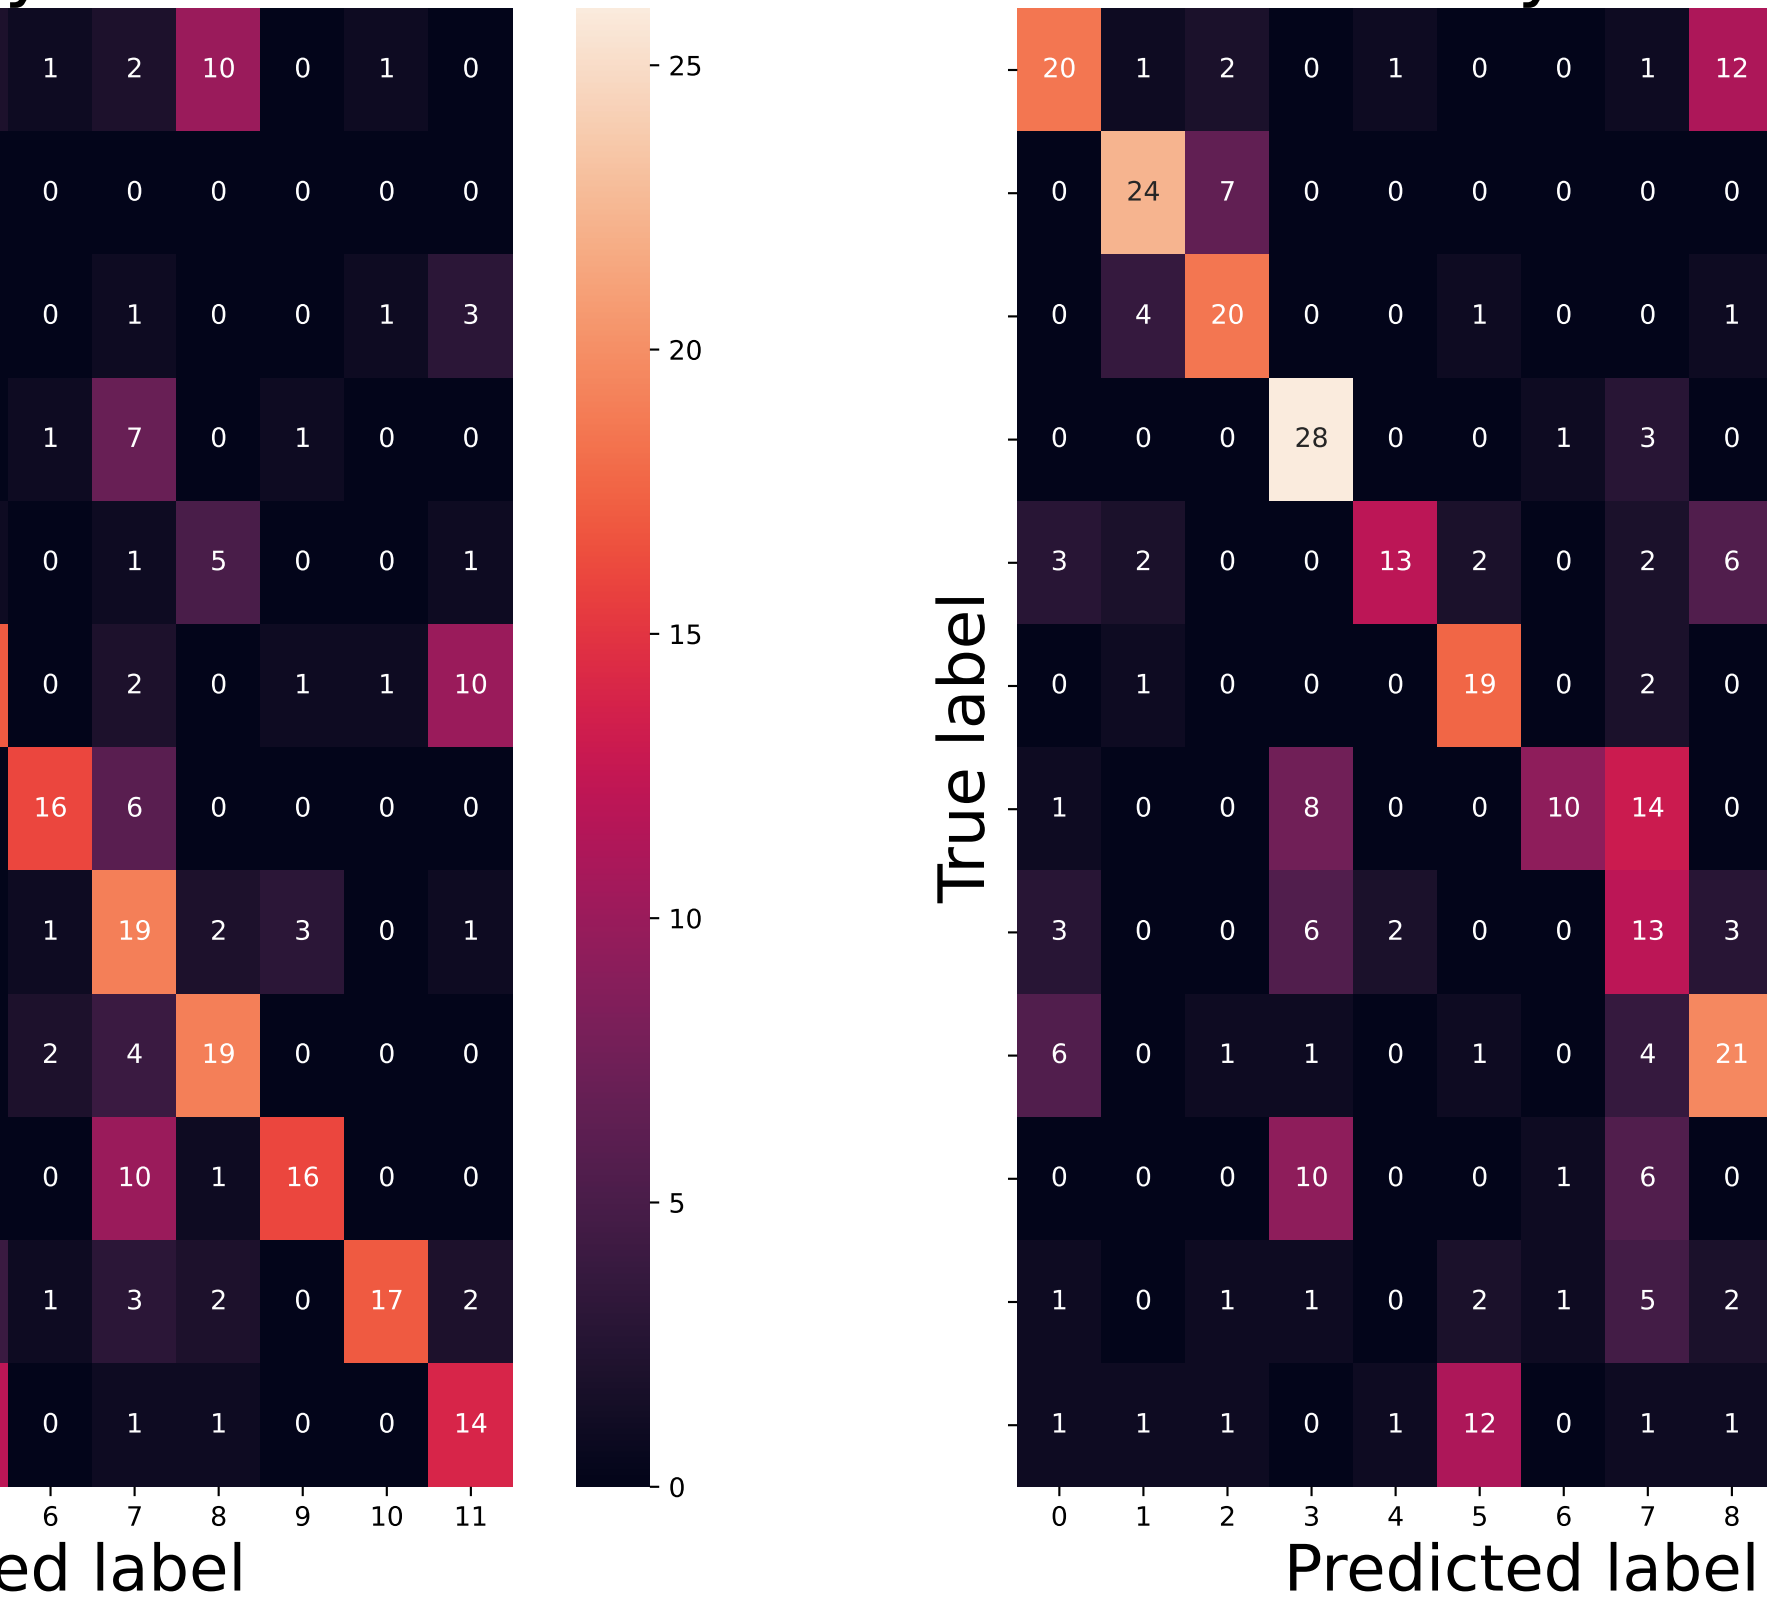 1 2 10 0 1 0
0 0 0 0 0 0
0 1 0 0 1 3
1 7 0 1 0 0
0 1 5 0 0 1
0 2 0 1 1 10
16 6 0 0 0 0
1 19 2 3 0 1
2 4 19 0 0 0
0 10 1 16 0 0
1 3 2 0 17 2
0 1 1 0 0 14
6 7 8 9 10 11
ed label
25
20
15
10
5
0
True label
20 1 2 0 1 0 0 1 12
0 24 7 0 0 0 0 0 0
0 4 20 0 0 1 0 0 1
0 0 0 28 0 0 1 3 0
3 2 0 0 13 2 0 2 6
0 1 0 0 0 19 0 2 0
1 0 0 8 0 0 10 14 0
3 0 0 6 2 0 0 13 3
6 0 1 1 0 1 0 4 21
0 0 0 10 0 0 1 6 0
1 0 1 1 0 2 1 5 2
1 1 1 0 1 12 0 1 1
0 1 2 3 4 5 6 7 8
Predicted label